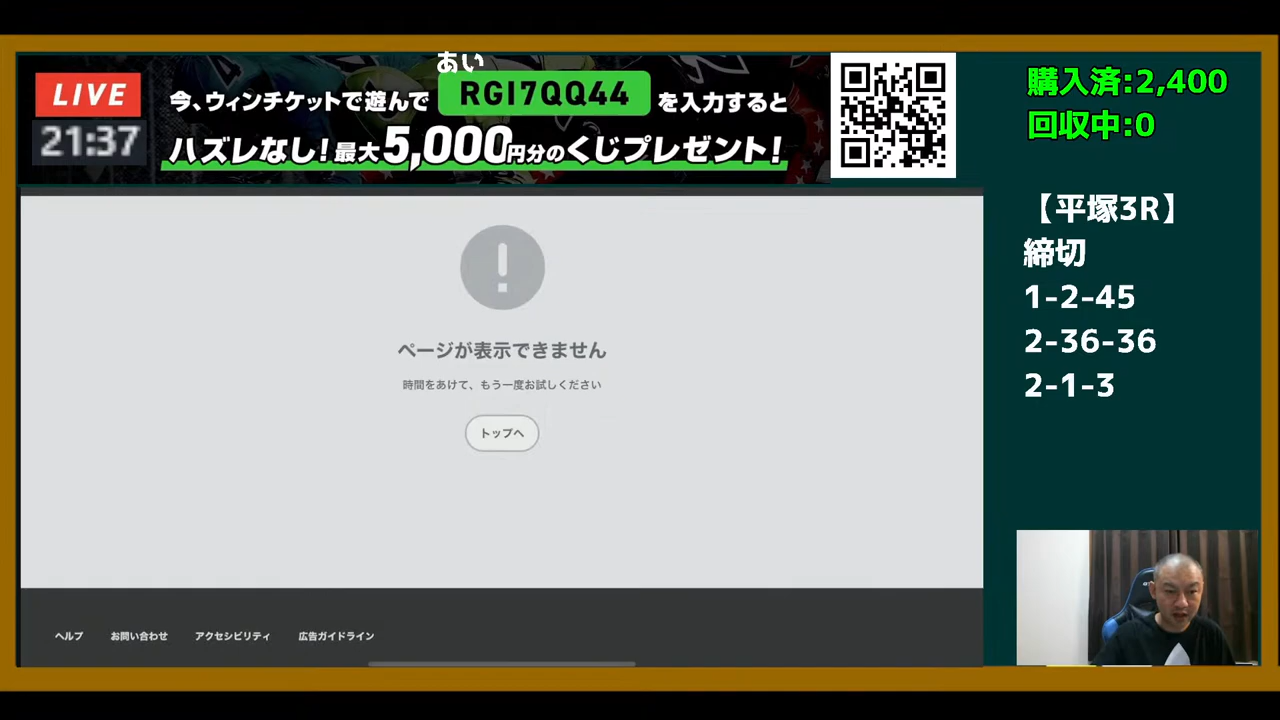 LIVE
21:37
あい
今、ウィンチケットで遊んで RGI7QQ44 を入力すると
ハズレなし!最大5,000円分のくじプレゼント!
購入済:2,400
回収中:0
【平塚3R】
締切
1-2-45
2-36-36
2-1-3
ページが表示できません
時間をあけて、もう一度お試しください
トップへ
ヘルプ お問い合わせ アクセシビリティ 広告ガイドライン